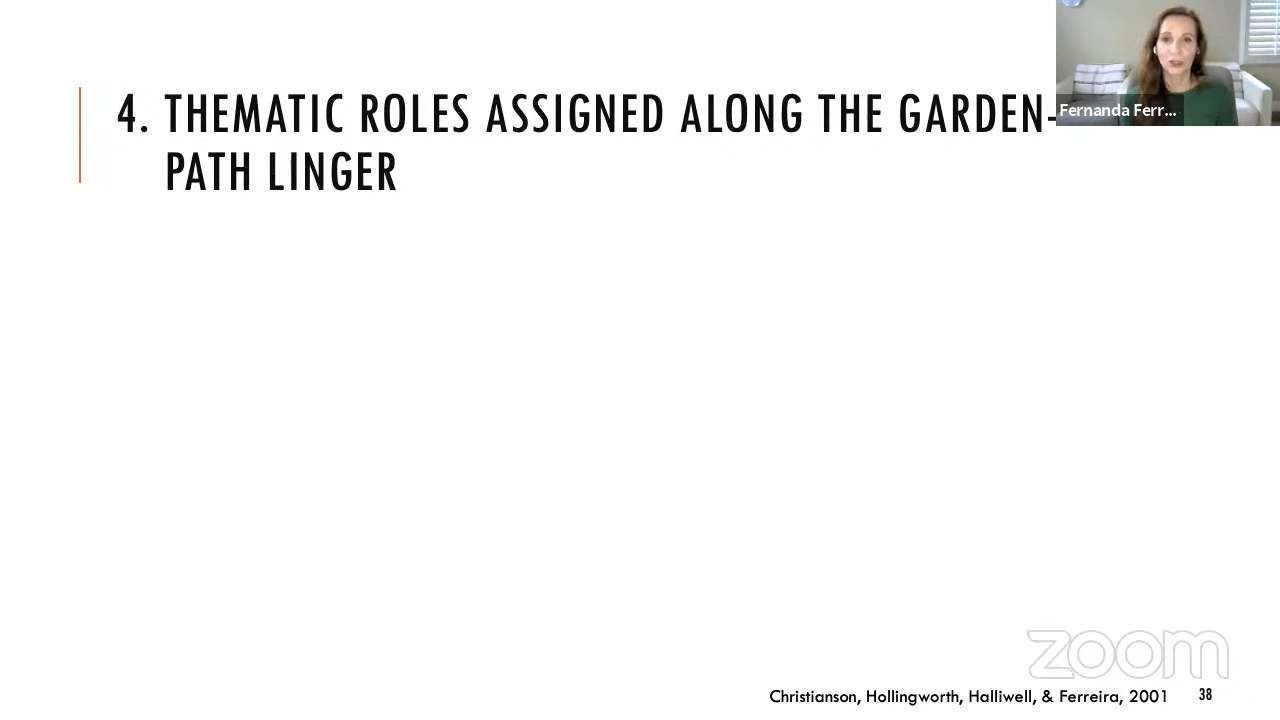 4. THEMATIC ROLES ASSIGNED ALONG THE GARDEN-
PATH LINGER
Fernanda Ferr...
zoom
Christianson, Hollingworth, Halliwell, & Ferreira, 2001
38